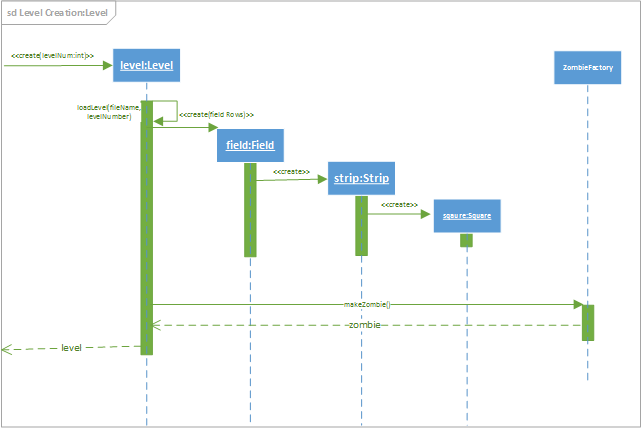 sd Level Creation:Level
<<create(levelNum:int)>>
level:Level
ZombieFactory
loadLevel(fileName,
levelNumber)
<<create(field Rows)>>
field:Field
<<create>>
strip:Strip
<<create>>
sqaure:Square
makeZombie()
zombie
level